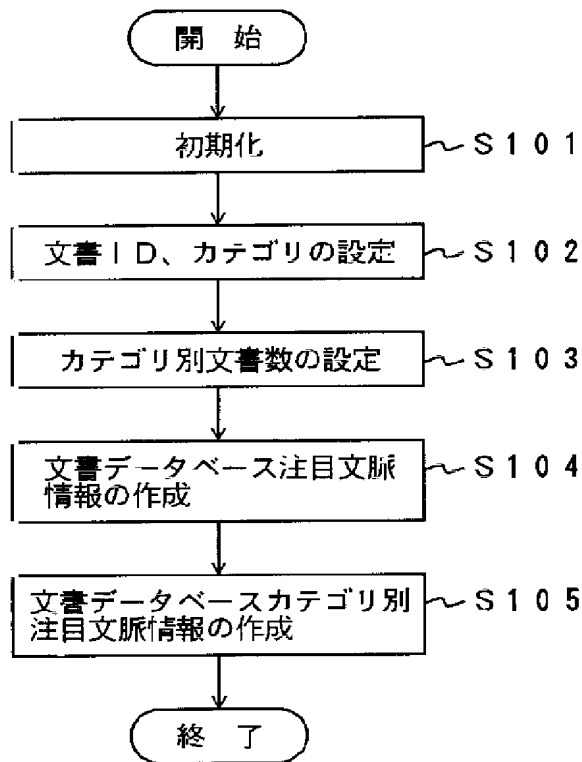 開 始
初期化
S101
文書ID、カテゴリの設定
S102
カテゴリ別文書数の設定
S103
文書データベース注目文脈
情報の作成
S104
文書データベースカテゴリ別
注目文脈情報の作成
S105
終 了